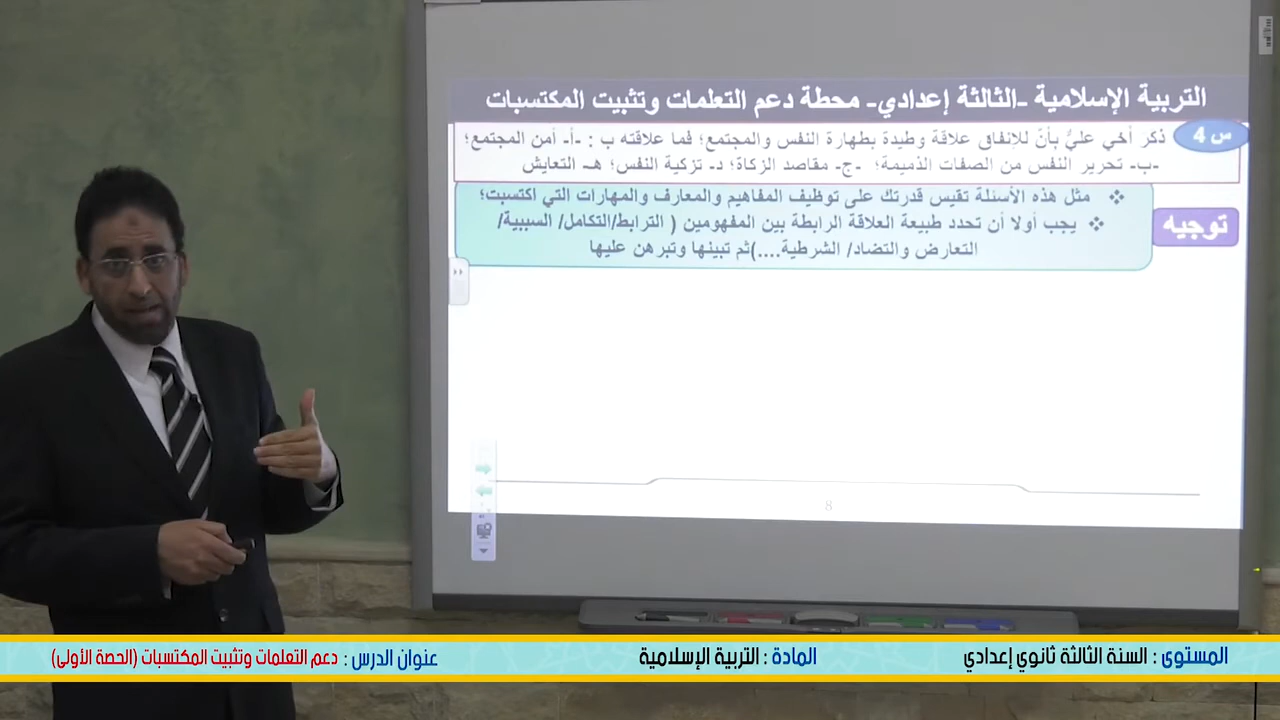 التربية الإسلامية -الثالثة إعدادي- محطة دعم التعلمات وتثبيت المكتسبات
س 4
ذكر أخي عليُّ بأنّ للإنفاق علاقة وطيدة بطهارة النفس والمجتمع؛ فما علاقته ب : -أ- أمن المجتمع؛
-ب- تحرير النفس من الصفات الذميمة؛ -ج- مقاصد الزكاة؛ د- تزكية النفس؛ هـ- التعايش
توجيه
❖ مثل هذه الأسئلة تقيس قدرتك على توظيف المفاهيم والمعارف والمهارات التي اكتسبت؛
❖ يجب أولا أن تحدد طبيعة العلاقة الرابطة بين المفهومين ( الترابط/التكامل/ السببية/
التعارض والتضاد/ الشرطية....)ثم تبينها وتبرهن عليها
8
المستوى : السنة الثالثة ثانوي إعدادي
المادة : التربية الإسلامية
عنوان الدرس : دعم التعلمات وتثبيت المكتسبات (الحصة الأولى)